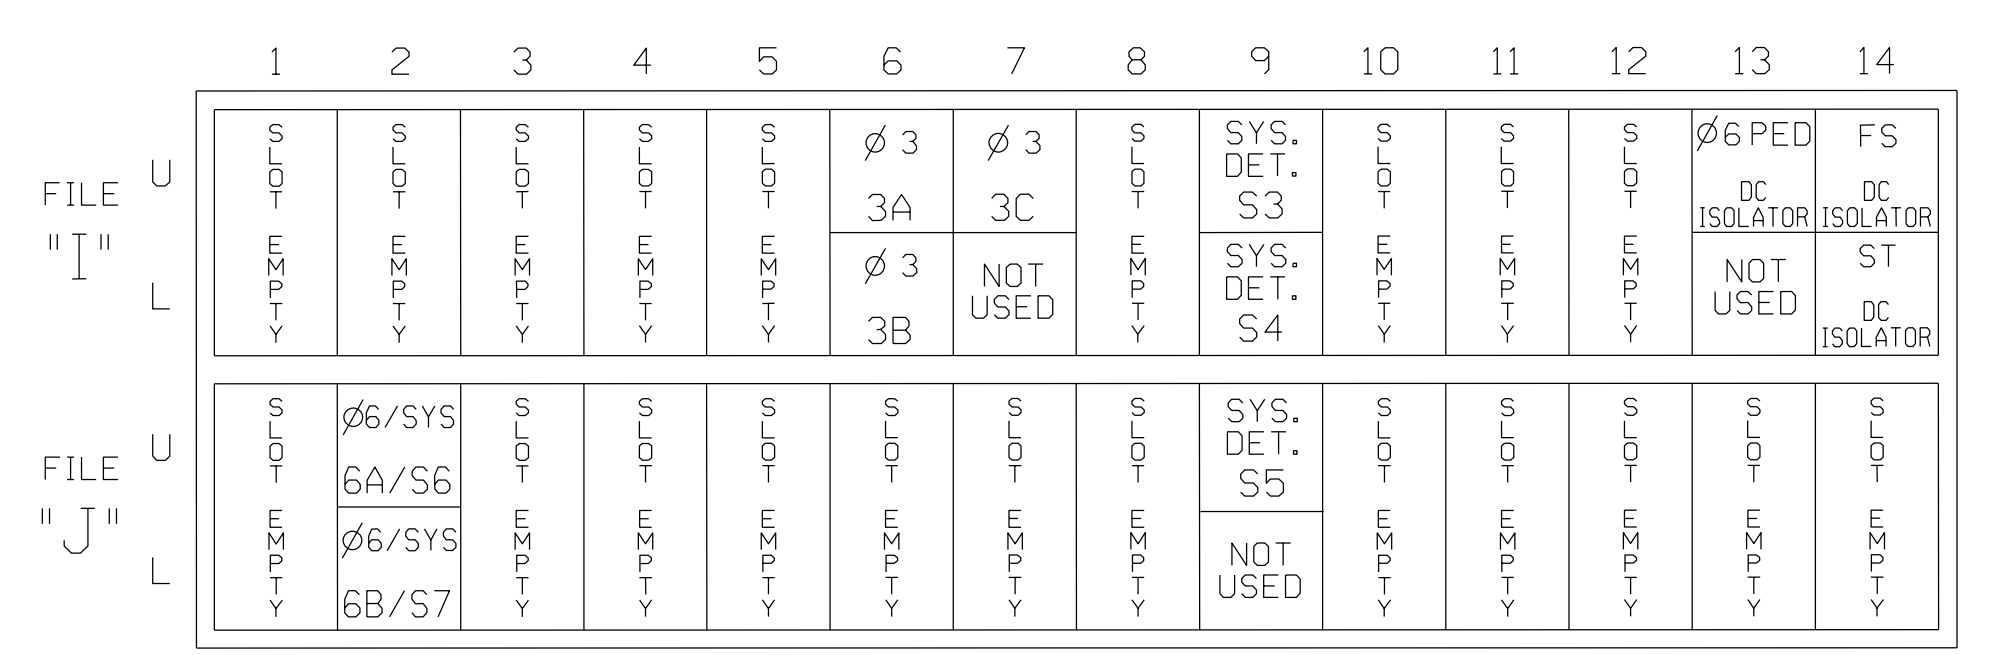 1 2 3 4 5 6 7 8 9 10 11 12 13 14
FILE
"I"
U
L
SLOT EMPTY
SLOT EMPTY
SLOT EMPTY
SLOT EMPTY
SLOT EMPTY
Ø 3
3A
Ø 3
3B
Ø 3
3C
NOT
USED
SLOT EMPTY
SYS.
DET.
S3
SYS.
DET.
S4
SLOT EMPTY
SLOT EMPTY
SLOT EMPTY
Ø6 PED
DC
ISOLATOR
NOT
USED
FS
DC
ISOLATOR
ST
DC
ISOLATOR
FILE
"J"
U
L
SLOT EMPTY
Ø6/SYS
6A/S6
Ø6/SYS
6B/S7
SLOT EMPTY
SLOT EMPTY
SLOT EMPTY
SLOT EMPTY
SLOT EMPTY
SLOT EMPTY
SYS.
DET.
S5
NOT
USED
SLOT EMPTY
SLOT EMPTY
SLOT EMPTY
SLOT EMPTY
SLOT EMPTY